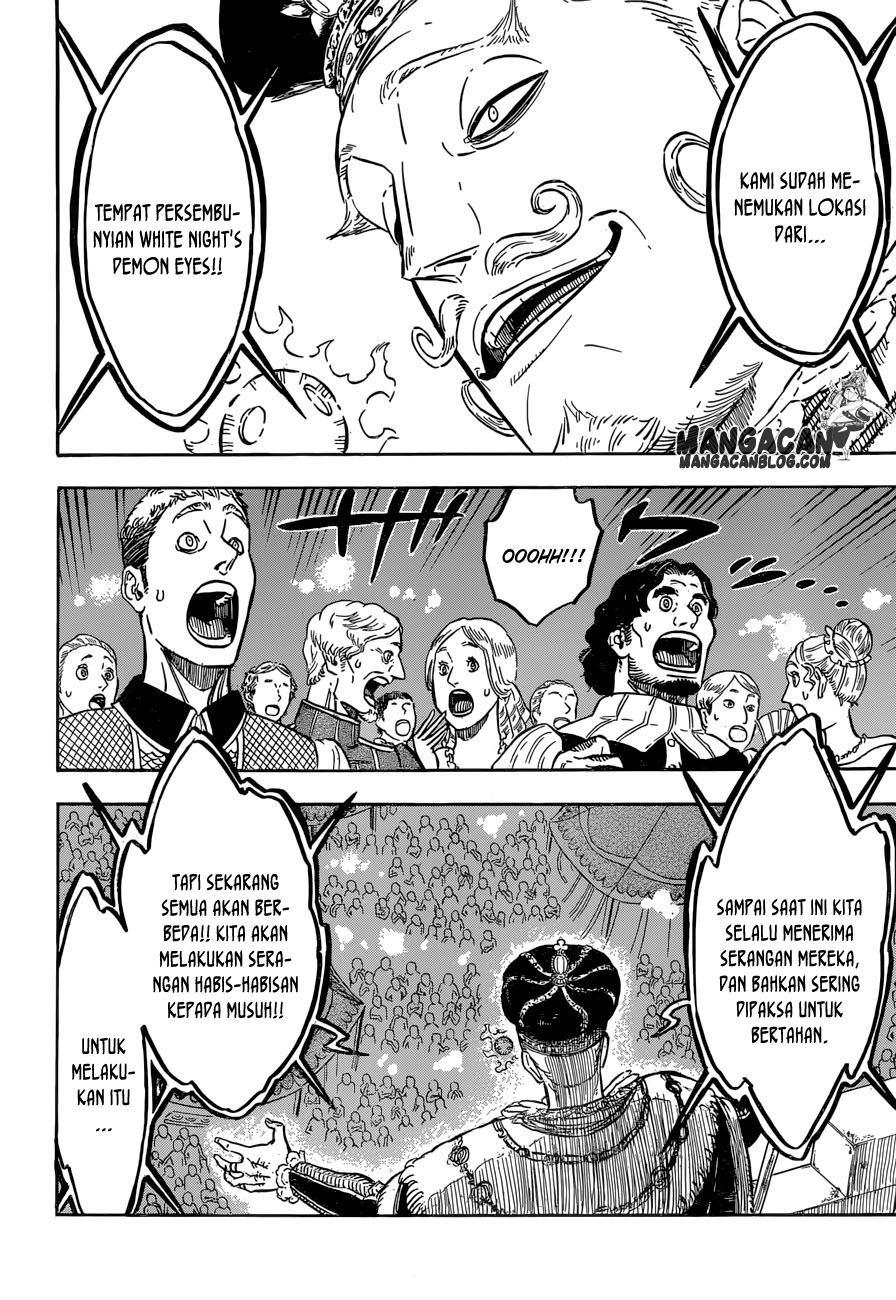 KAMI SUDAH ME-
NEMUKAN LOKASI
DARI...
TEMPAT PERSEMBU-
NYIAN WHITE NIGHT'S
DEMON EYES!!
MANGACAN
MANGACANBLOG.COM
OOOHH!!!
SAMPAI SAAT INI KITA
SELALU MENERIMA
SERANGAN MEREKA,
DAN BAHKAN SERING
DIPAKSA UNTUK
BERTAHAN.
TAPI SEKARANG
SEMUA AKAN BER-
BEDA!! KITA AKAN
MELAKUKAN SERA-
NGAN HABIS-HABISAN
KEPADA MUSUH!!
UNTUK
MELAKU-
KAN ITU
...